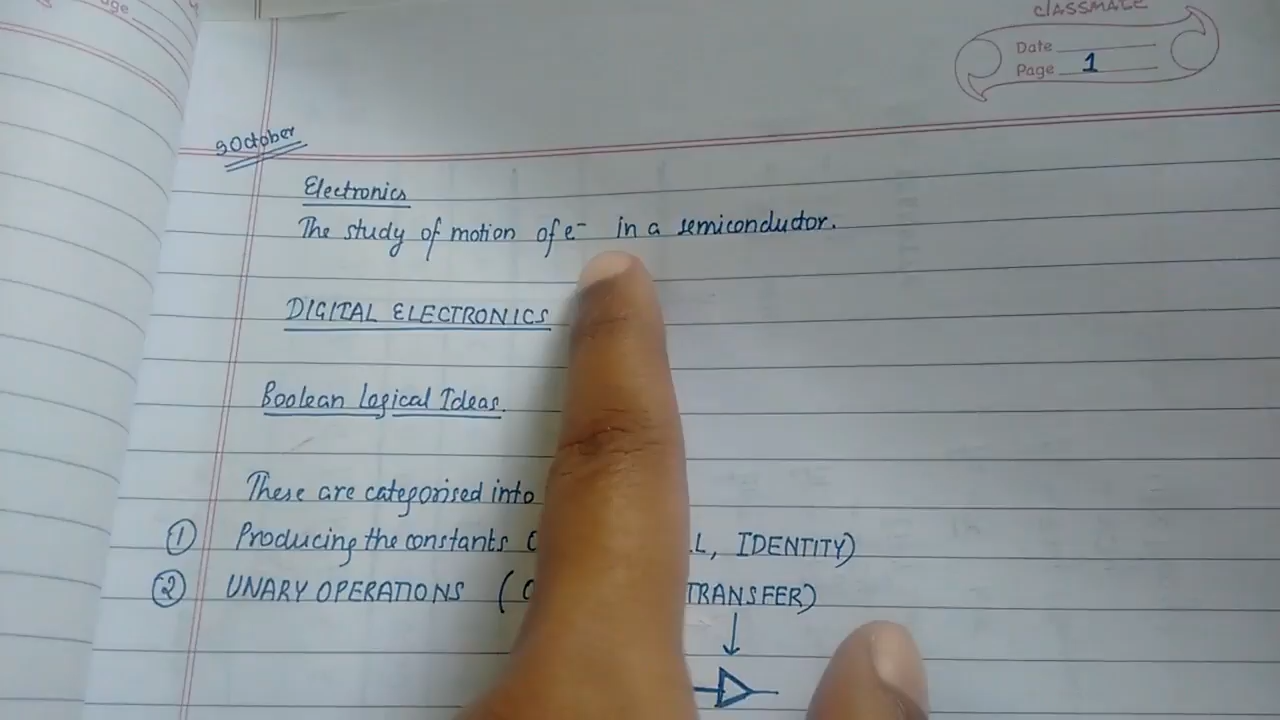 CLASSMATE
Date
Page 1
9 October
Electronics
The study of motion of e⁻ in a semiconductor.
DIGITAL ELECTRONICS
Boolean Logical Ideas.
These are categorised into
① Producing the constants IDENTITY)
② UNARY OPERATIONS ( TRANSFER)